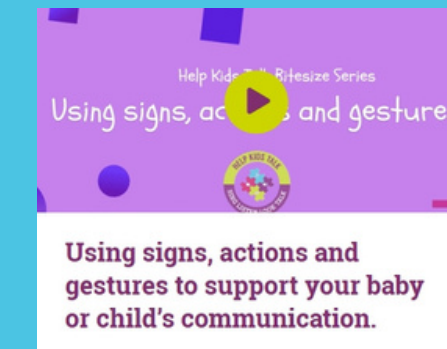 Help Kids Bitesize Series
Using signs, and gesture
HELP KIDS TALK
Using signs, actions and
gestures to support your baby
or child's communication.